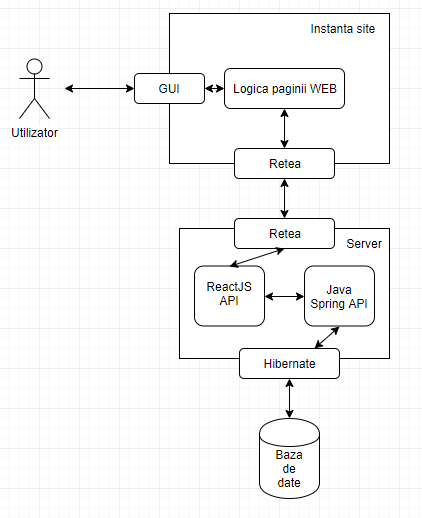 Instanta site
GUI
Logica paginii WEB
Utilizator
Retea
Retea
Server
ReactJS
API
Java
Spring API
Hibernate
Baza
de
date